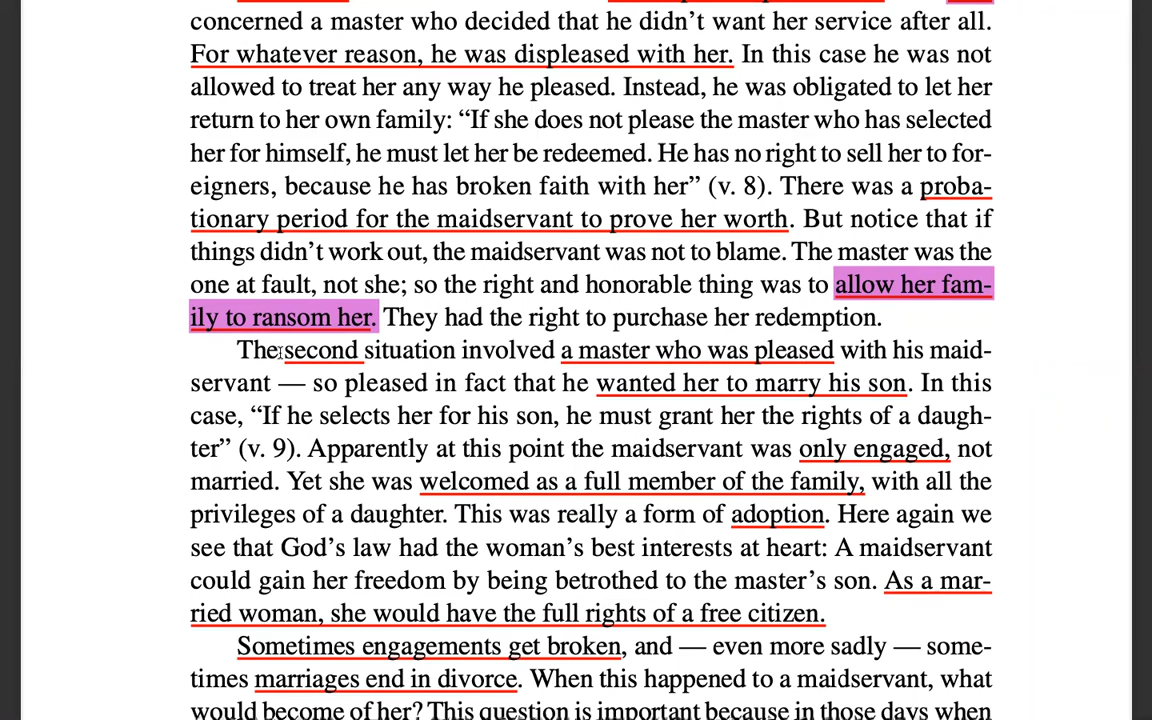 concerned a master who decided that he didn’t want her service after all.
For whatever reason, he was displeased with her. In this case he was not
allowed to treat her any way he pleased. Instead, he was obligated to let her
return to her own family: “If she does not please the master who has selected
her for himself, he must let her be redeemed. He has no right to sell her to for-
eigners, because he has broken faith with her” (v. 8). There was a proba-
tionary period for the maidservant to prove her worth. But notice that if
things didn’t work out, the maidservant was not to blame. The master was the
one at fault, not she; so the right and honorable thing was to allow her fam-
ily to ransom her. They had the right to purchase her redemption.
The second situation involved a master who was pleased with his maid-
servant — so pleased in fact that he wanted her to marry his son. In this
case, “If he selects her for his son, he must grant her the rights of a daugh-
ter” (v. 9). Apparently at this point the maidservant was only engaged, not
married. Yet she was welcomed as a full member of the family, with all the
privileges of a daughter. This was really a form of adoption. Here again we
see that God’s law had the woman’s best interests at heart: A maidservant
could gain her freedom by being betrothed to the master’s son. As a mar-
ried woman, she would have the full rights of a free citizen.
Sometimes engagements get broken, and — even more sadly — some-
times marriages end in divorce. When this happened to a maidservant, what
would become of her? This question is important because in those days when